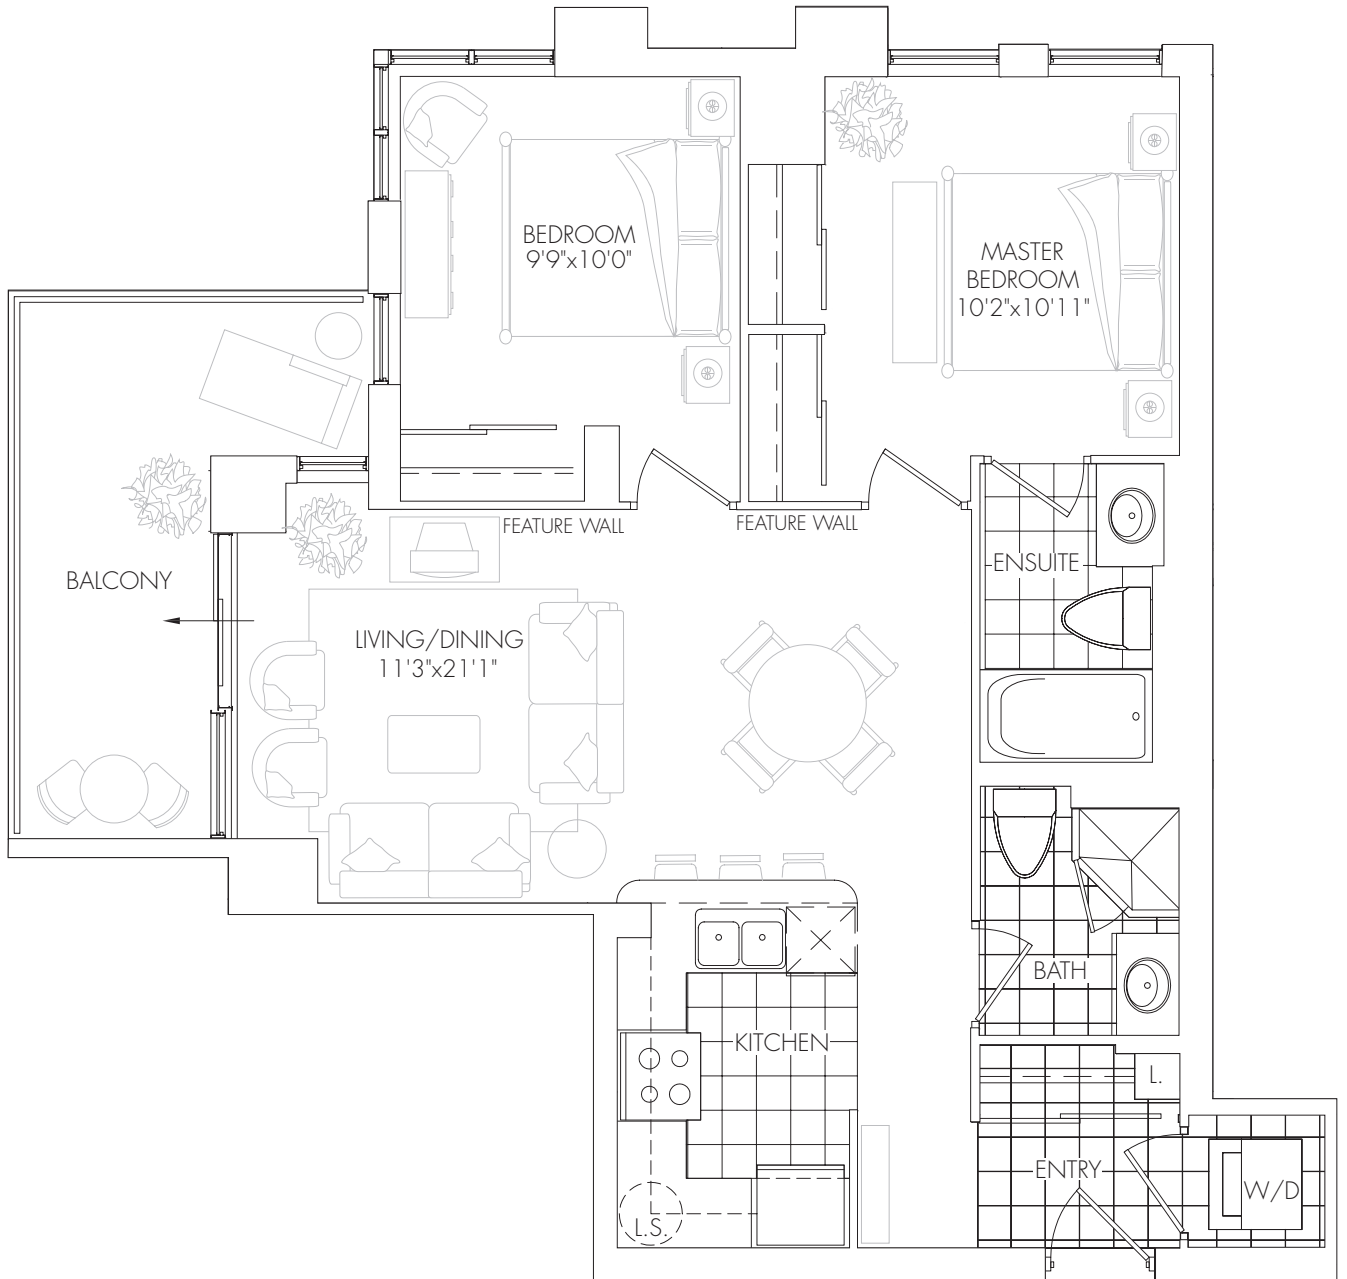 BEDROOM
9'9"x10'0"
MASTER
BEDROOM
10'2"x10'11"
FEATURE WALL
FEATURE WALL
ENSUITE
BALCONY
LIVING/DINING
11'3"x21'1"
BATH
KITCHEN
L.
ENTRY
W/D
L.S.